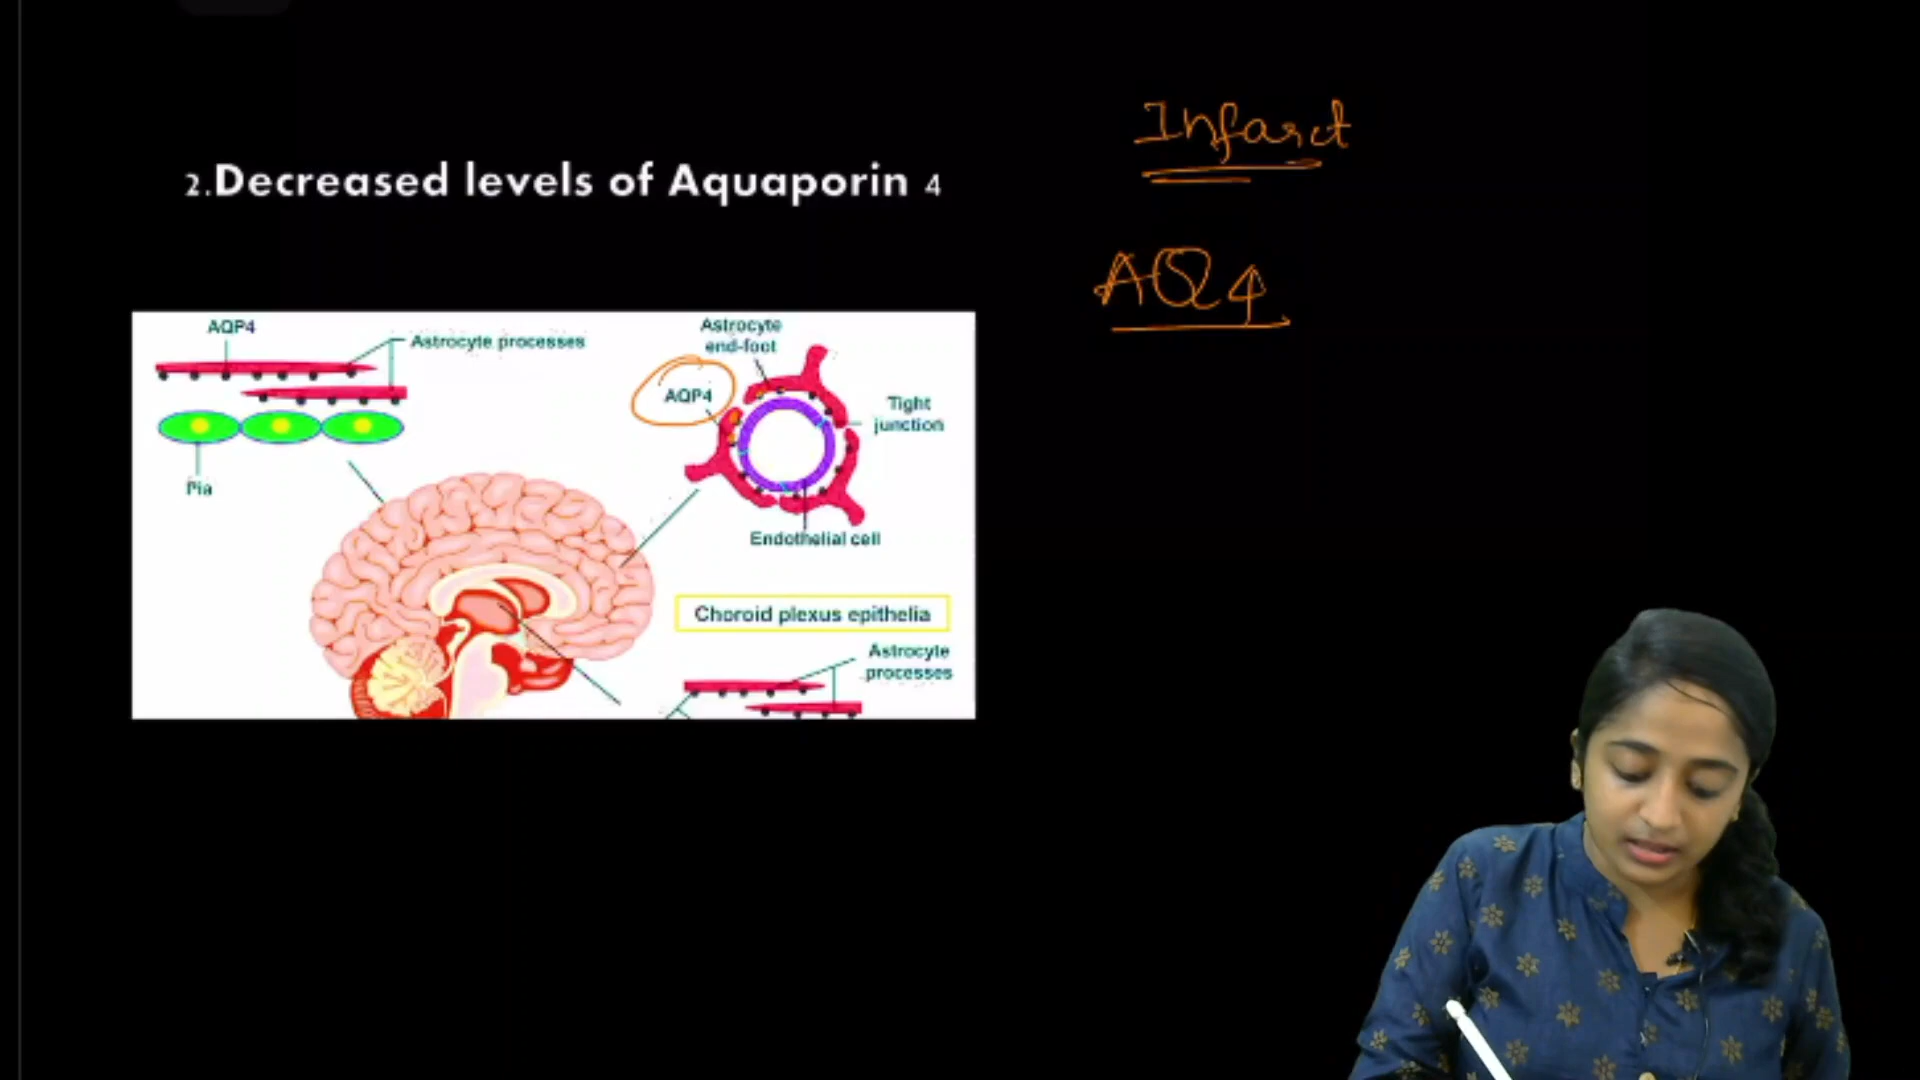 Infarct
2.Decreased levels of Aquaporin 4
AQ4
AQP4
Astrocyte processes
Pia
Astrocyte
end-foot
AQP4
Tight
junction
Endothelial cell
Choroid plexus epithelia
Astrocyte
processes